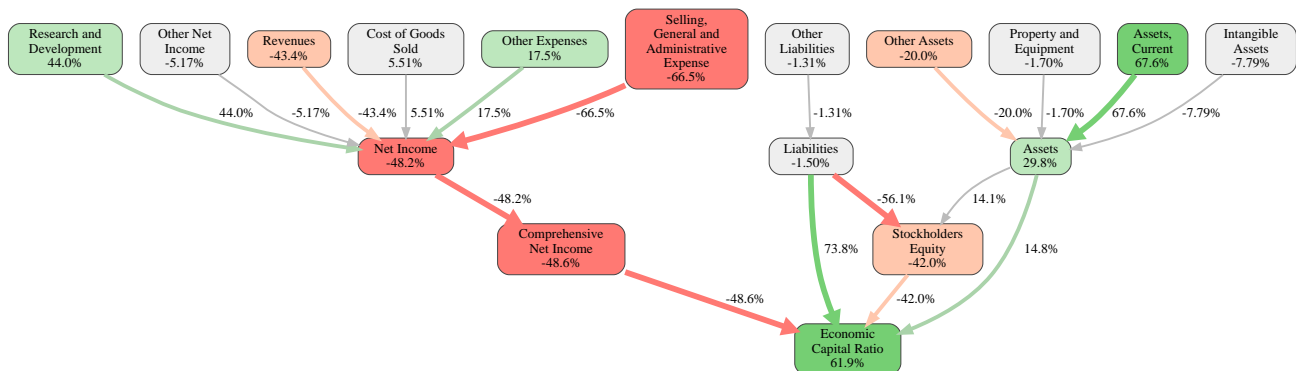 Research and
Development
44.0%
Other Net
Income
-5.17%
Revenues
-43.4%
Cost of Goods
Sold
5.51%
Other Expenses
17.5%
Selling,
General and
Administrative
Expense
-66.5%
Other
Liabilities
-1.31%
Other Assets
-20.0%
Property and
Equipment
-1.70%
Assets,
Current
67.6%
Intangible
Assets
-7.79%
44.0%
-5.17%
-43.4%
5.51%
17.5%
-66.5%
-1.31%
-20.0%
-1.70%
67.6%
-7.79%
Net Income
-48.2%
Liabilities
-1.50%
Assets
29.8%
-48.2%
-56.1%
14.1%
Comprehensive
Net Income
-48.6%
73.8%
Stockholders
Equity
-42.0%
14.8%
-48.6%
-42.0%
Economic
Capital Ratio
61.9%